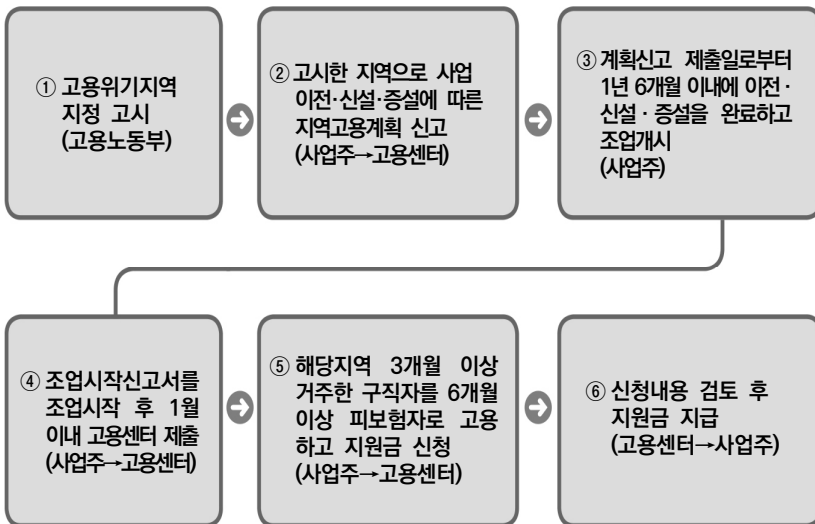 ① 고용위기지역
지정 고시
(고용노동부)
② 고시한 지역으로 사업
이전·신설·증설에 따른
지역고용계획 신고
(사업주→고용센터)
③ 계획신고 제출일로부터
1년 6개월 이내에 이전·
신설·증설을 완료하고
조업개시
(사업주)
④ 조업시작신고서를
조업시작 후 1월
이내 고용센터 제출
(사업주→고용센터)
⑤ 해당지역 3개월 이상
거주한 구직자를 6개월
이상 피보험자로 고용
하고 지원금 신청
(사업주→고용센터)
⑥ 신청내용 검토 후
지원금 지급
(고용센터→사업주)